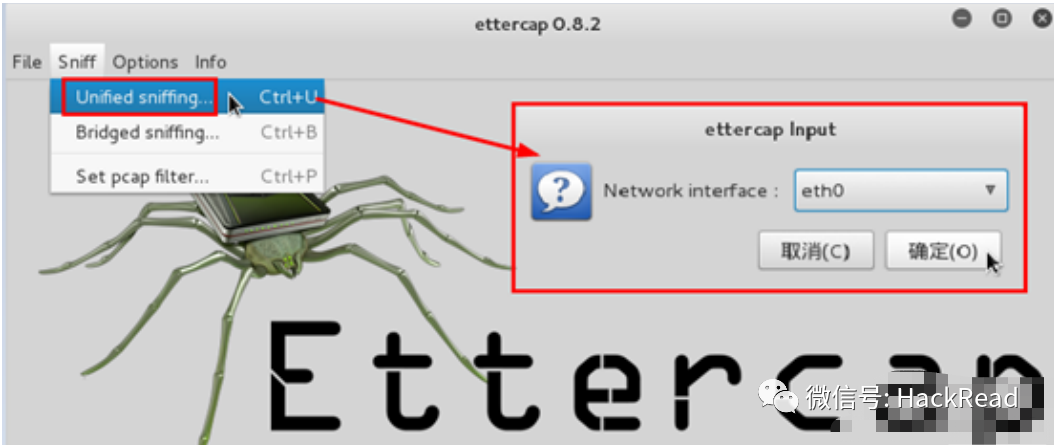 ettercap 0.8.2
File Sniff Options Info
Unified sniffing... Ctrl+U
Bridged sniffing... Ctrl+B
Set pcap filter... Ctrl+P
ettercap Input
Network interface : eth0
取消(C) 确定(O)
Ettercap
微信号: HackRead